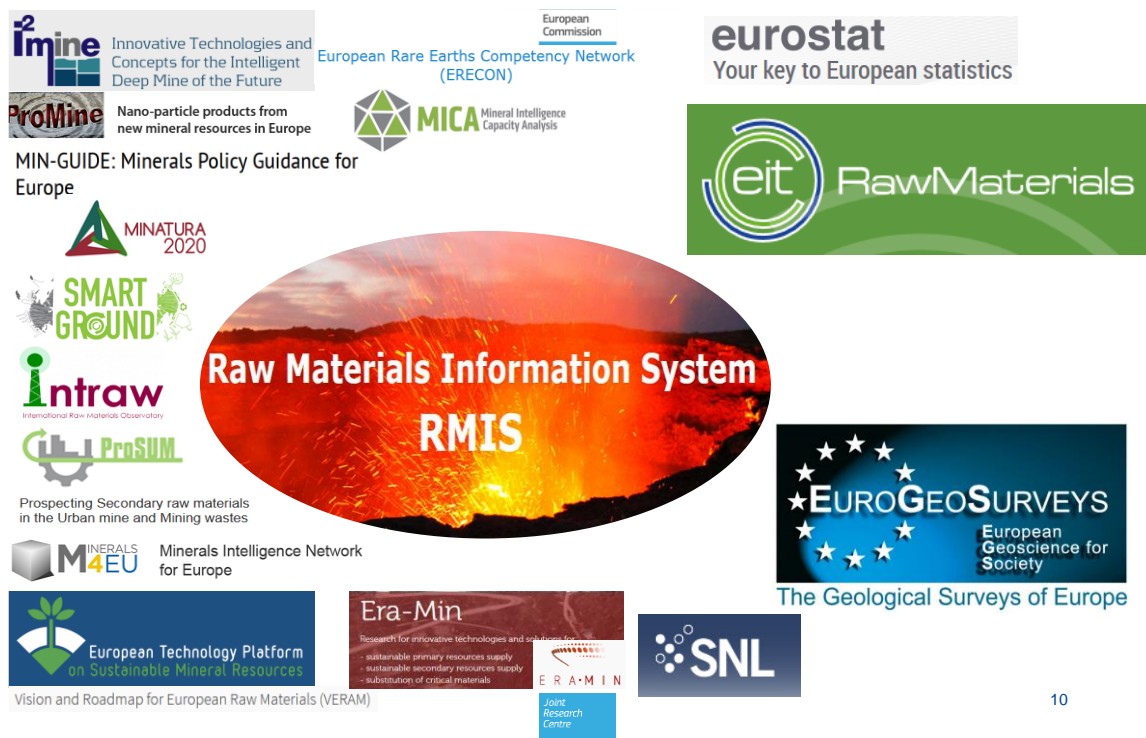 i²mine
Innovative Technologies and
Concepts for the Intelligent
Deep Mine of the Future
European
Commission
European Rare Earths Competency Network
(ERECON)
eurostat
Your key to European statistics
ProMine
Nano-particle products from
new mineral resources in Europe
MICA
Mineral Intelligence
Capacity Analysis
MIN-GUIDE: Minerals Policy Guidance for
Europe
eit RawMaterials
MINATURA
2020
SMART
GROUND
intraw
International Raw Materials Observatory
ProSUM
Prospecting Secondary raw materials
in the Urban mine and Mining wastes
Raw Materials Information System
RMIS
EUROGEOSURVEYS
European
Geoscience for
Society
The Geological Surveys of Europe
MINERALS
4EU
Minerals Intelligence Network
for Europe
European Technology Platform
on Sustainable Mineral Resources
Vision and Roadmap for European Raw Materials (VERAM)
Era-Min
Research for innovative technologies and solutions for
- sustainable primary resources supply
- sustainable secondary resources supply
- substitution of critical materials
ERA·MIN
SNL
Joint
Research
Centre
10